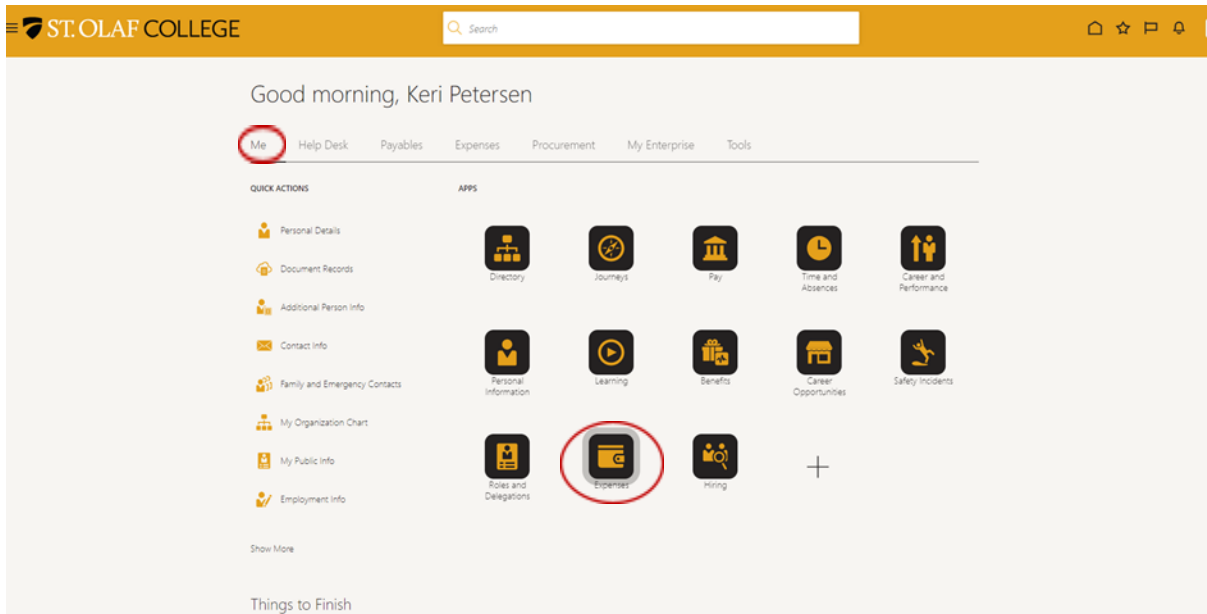 ST. OLAF COLLEGE
Search
Good morning, Keri Petersen
Me Help Desk Payables Expenses Procurement My Enterprise Tools
QUICK ACTIONS
Personal Details
Document Records
Additional Person Info
Contact Info
Family and Emergency Contacts
My Organization Chart
My Public Info
Employment Info
Show More
APPS
Directory
Journeys
Pay
Time and
Absences
Career and
Performance
Personal
Information
Learning
Benefits
Career
Opportunities
Safety Incidents
Roles and
Delegations
Expenses
Hiring
Things to Finish